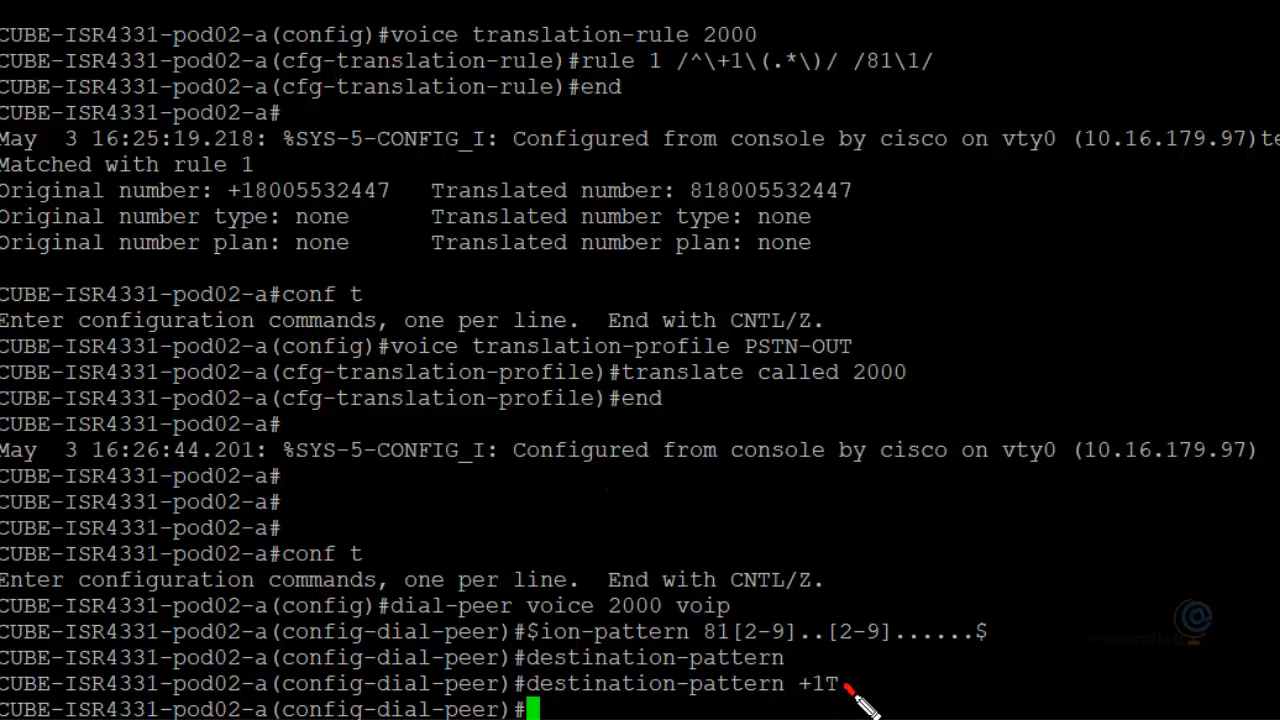 CUBE-ISR4331-pod02-a(config)#voice translation-rule 2000
CUBE-ISR4331-pod02-a(cfg-translation-rule)#rule 1 /^\+1\(.*\)/ /81\1/
CUBE-ISR4331-pod02-a(cfg-translation-rule)#end
CUBE-ISR4331-pod02-a#
May  3 16:25:19.218: %SYS-5-CONFIG_I: Configured from console by cisco on vty0 (10.16.179.97)te
Matched with rule 1
Original number: +18005532447   Translated number: 818005532447
Original number type: none      Translated number type: none
Original number plan: none      Translated number plan: none
CUBE-ISR4331-pod02-a#conf t
Enter configuration commands, one per line.  End with CNTL/Z.
CUBE-ISR4331-pod02-a(config)#voice translation-profile PSTN-OUT
CUBE-ISR4331-pod02-a(cfg-translation-profile)#translate called 2000
CUBE-ISR4331-pod02-a(cfg-translation-profile)#end
CUBE-ISR4331-pod02-a#
May  3 16:26:44.201: %SYS-5-CONFIG_I: Configured from console by cisco on vty0 (10.16.179.97)
CUBE-ISR4331-pod02-a#
CUBE-ISR4331-pod02-a#
CUBE-ISR4331-pod02-a#
CUBE-ISR4331-pod02-a#conf t
Enter configuration commands, one per line.  End with CNTL/Z.
CUBE-ISR4331-pod02-a(config)#dial-peer voice 2000 voip
CUBE-ISR4331-pod02-a(config-dial-peer)#$ion-pattern 81[2-9]..[2-9]......$
CUBE-ISR4331-pod02-a(config-dial-peer)#destination-pattern
CUBE-ISR4331-pod02-a(config-dial-peer)#destination-pattern +1T
CUBE-ISR4331-pod02-a(config-dial-peer)#